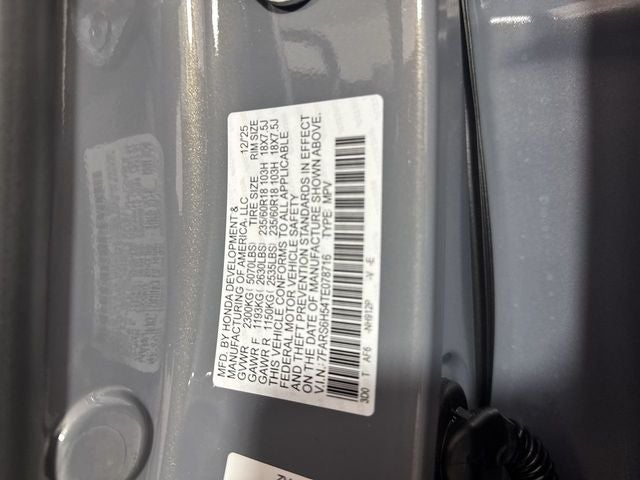 MFD. BY HONDA DEVELOPMENT &
MANUFACTURING OF AMERICA, LLC 12/'25
GVWR 2300KG( 5070LBS) TIRE SIZE RIM SIZE
GAWR F 1193KG( 2630LBS) 235/60R18 103H 18X7.5J
GAWR R 1150KG( 2535LBS) 235/60R18 103H 18X7.5J
THIS VEHICLE CONFORMS TO ALL APPLICABLE
FEDERAL MOTOR VEHICLE SAFETY
AND THEFT PREVENTION STANDARDS IN EFFECT
ON THE DATE OF MANUFACTURE SHOWN ABOVE.
V.I.N. 7FARS6H54TE078716 TYPE: MPV
3D0 T AF6 -NH912P -V -E